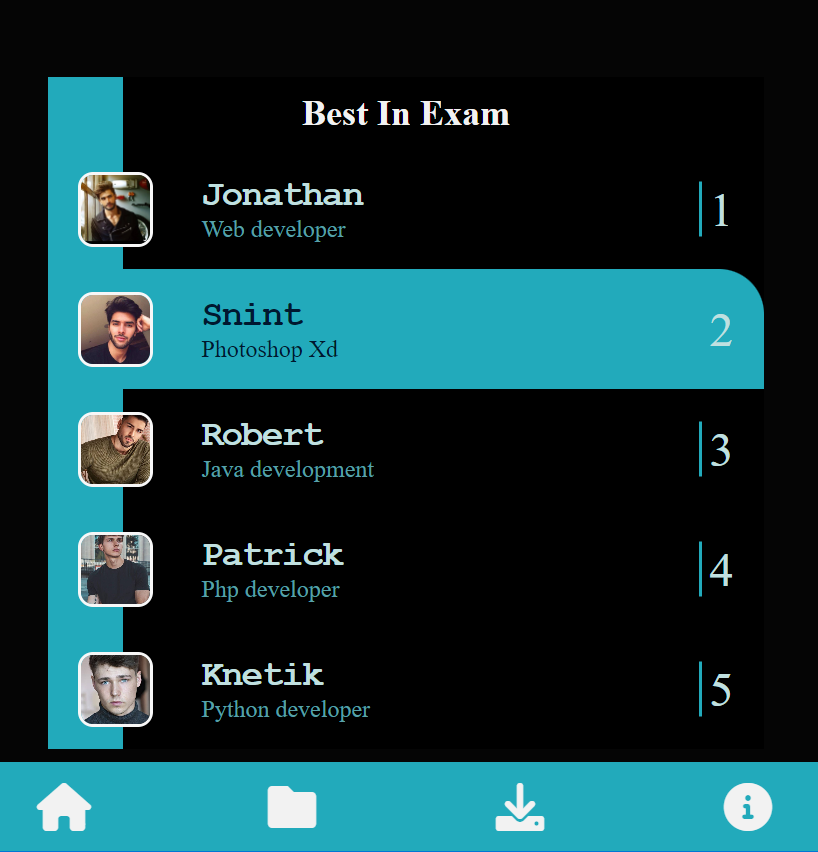 Best In Exam
Jonathan
Web developer
1
Snint
Photoshop Xd
2
Robert
Java development
3
Patrick
Php developer
4
Knetik
Python developer
5